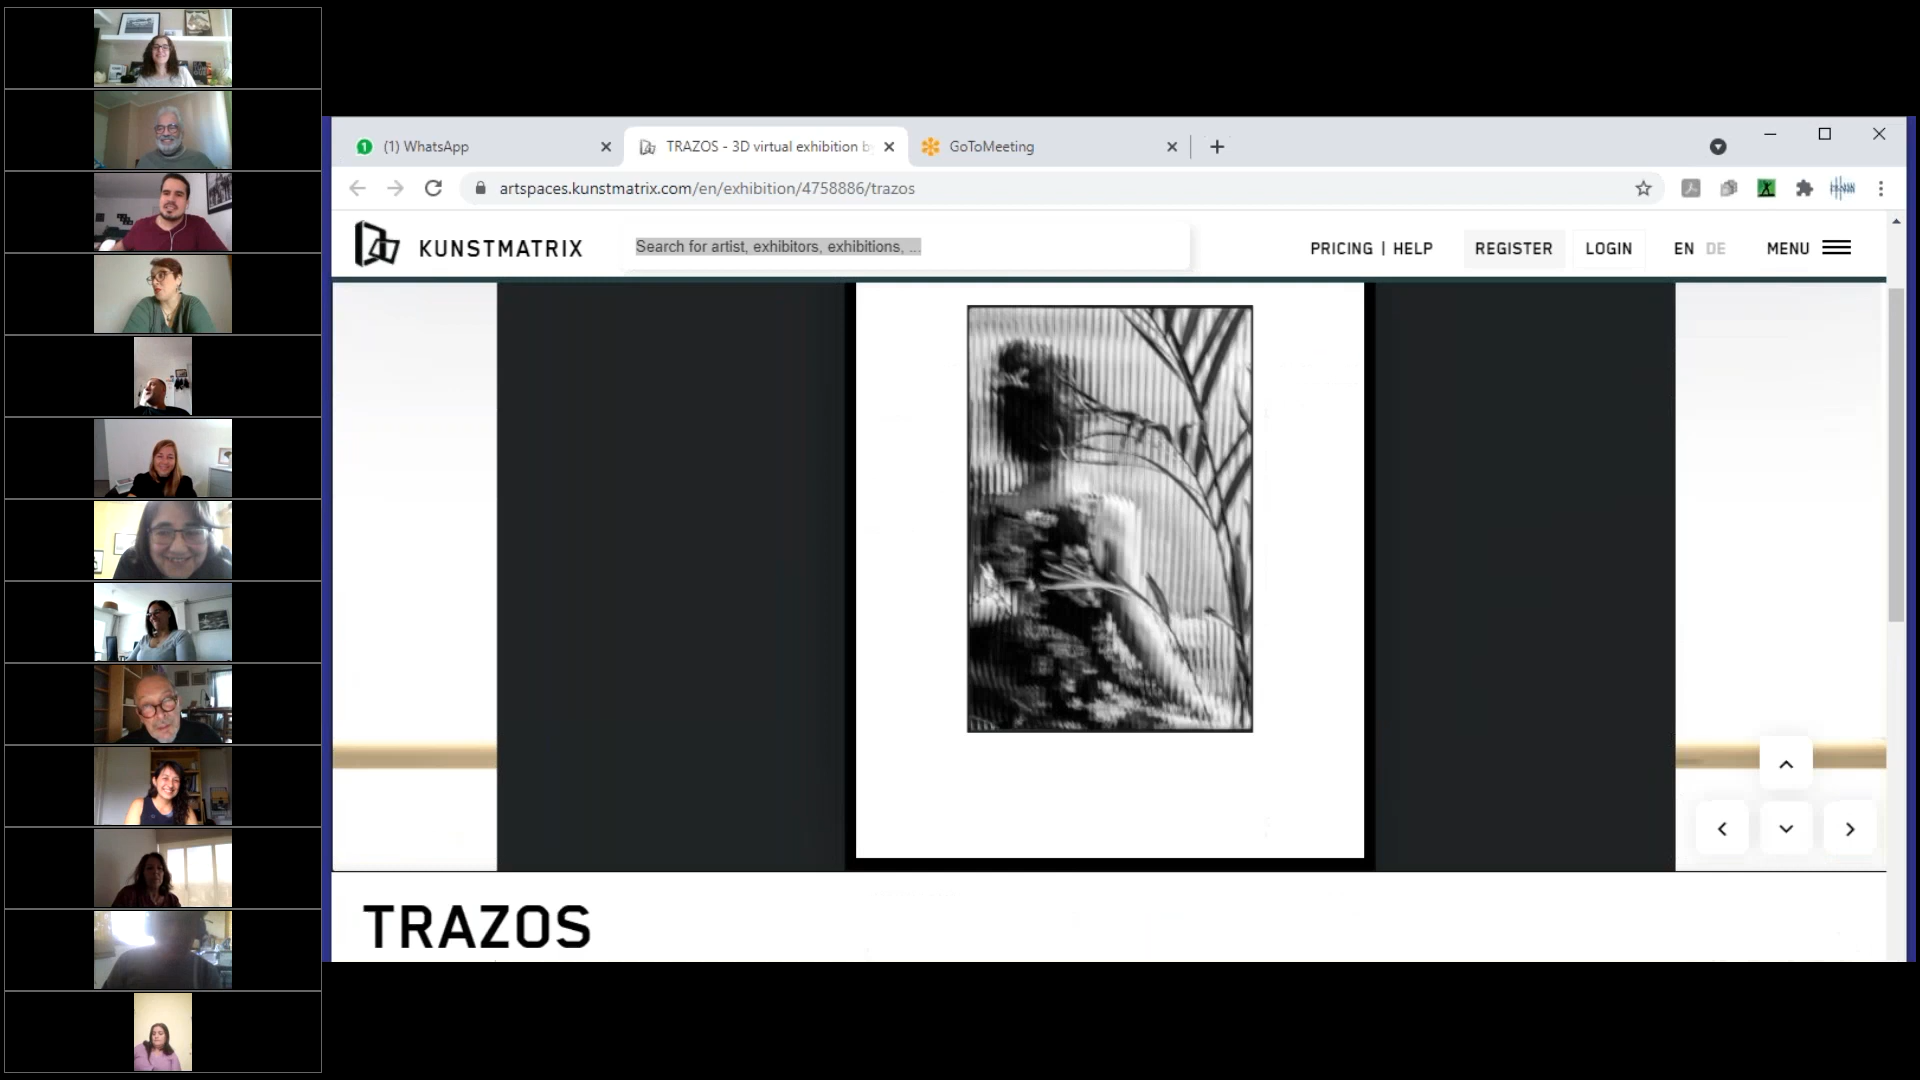 (1) WhatsApp
TRAZOS - 3D virtual exhibition b
GoToMeeting
artspaces.kunstmatrix.com/en/exhibition/4758886/trazos
KUNSTMATRIX
Search for artist, exhibitors, exhibitions, ...
PRICING | HELP
REGISTER
LOGIN
EN DE
MENU
TRAZOS